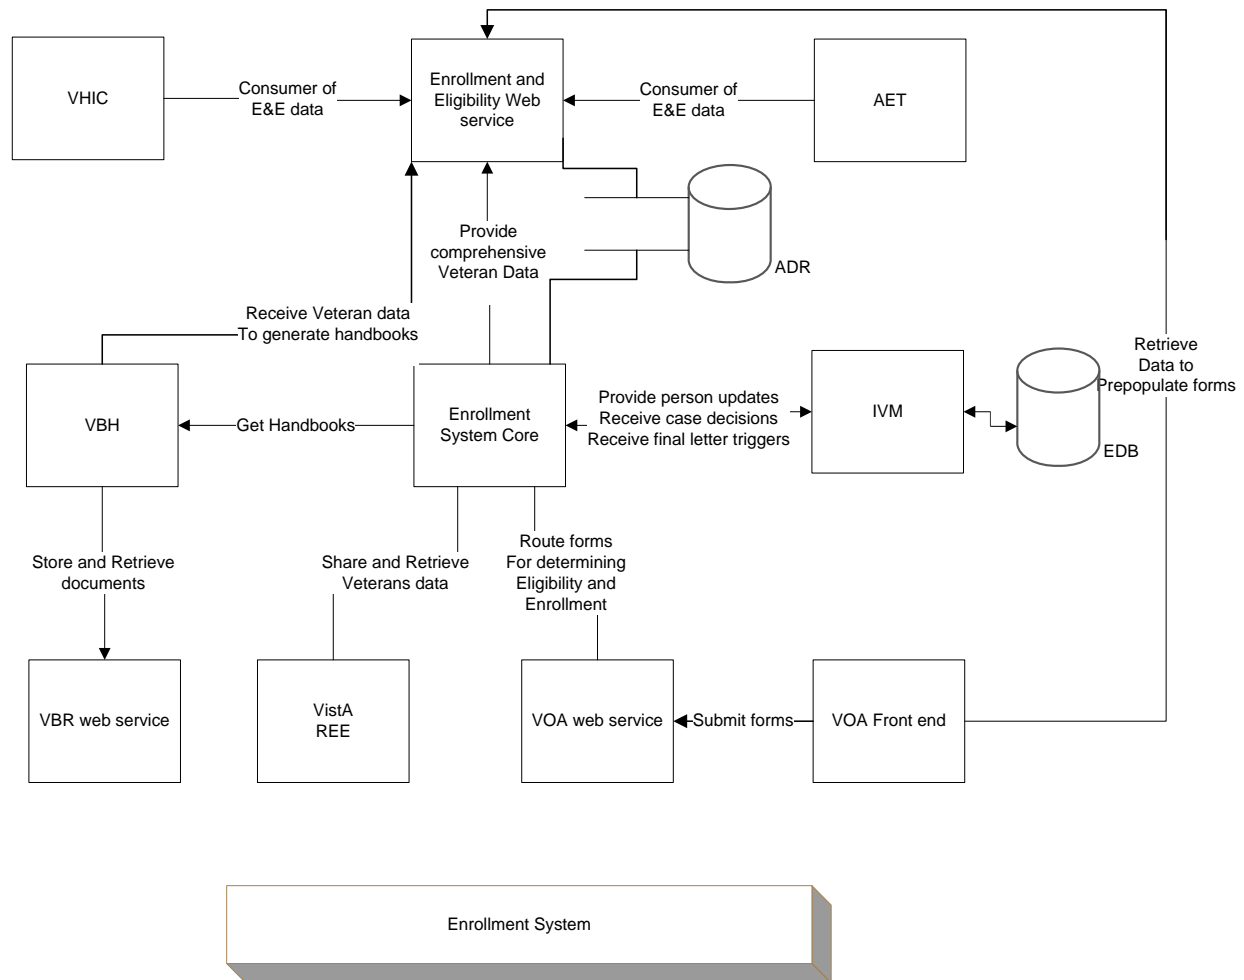 VHIC
Consumer of
E&E data
Enrollment and
Eligibility Web
service
Consumer of
E&E data
AET
Provide
comprehensive
Veteran Data
ADR
Receive Veteran data
To generate handbooks
Retrieve
Data to
Prepopulate forms
VBH
Get Handbooks
Enrollment
System Core
Provide person updates
Receive case decisions
Receive final letter triggers
IVM
EDB
Store and Retrieve
documents
Share and Retrieve
Veterans data
Route forms
For determining
Eligibility and
Enrollment
VBR web service
VistA
REE
VOA web service
Submit forms
VOA Front end
Enrollment System